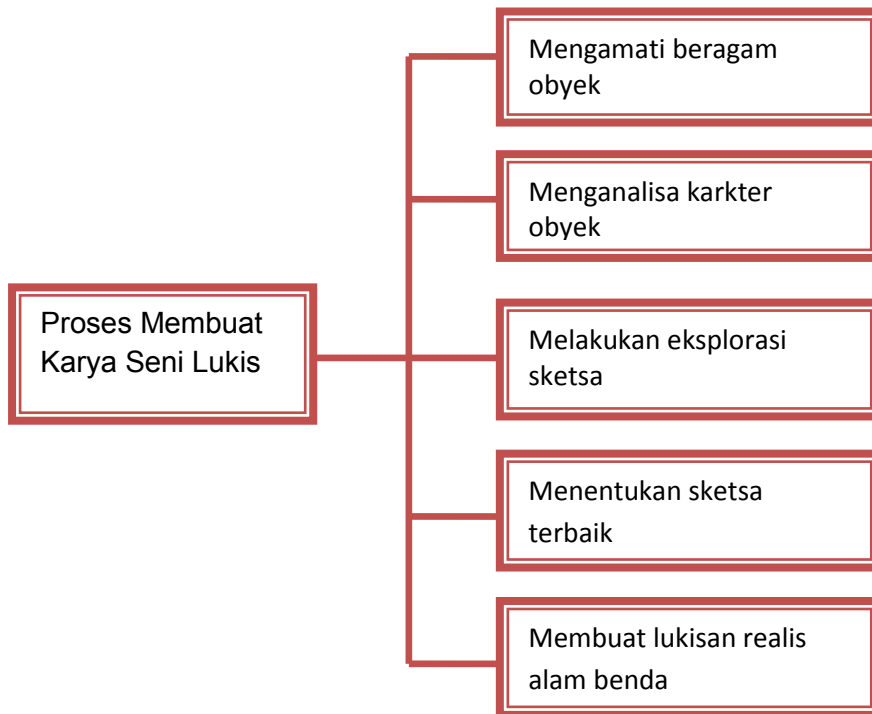 Proses Membuat
Karya Seni Lukis
Mengamati beragam
obyek
Menganalisa karkter
obyek
Melakukan eksplorasi
sketsa
Menentukan sketsa
terbaik
Membuat lukisan realis
alam benda